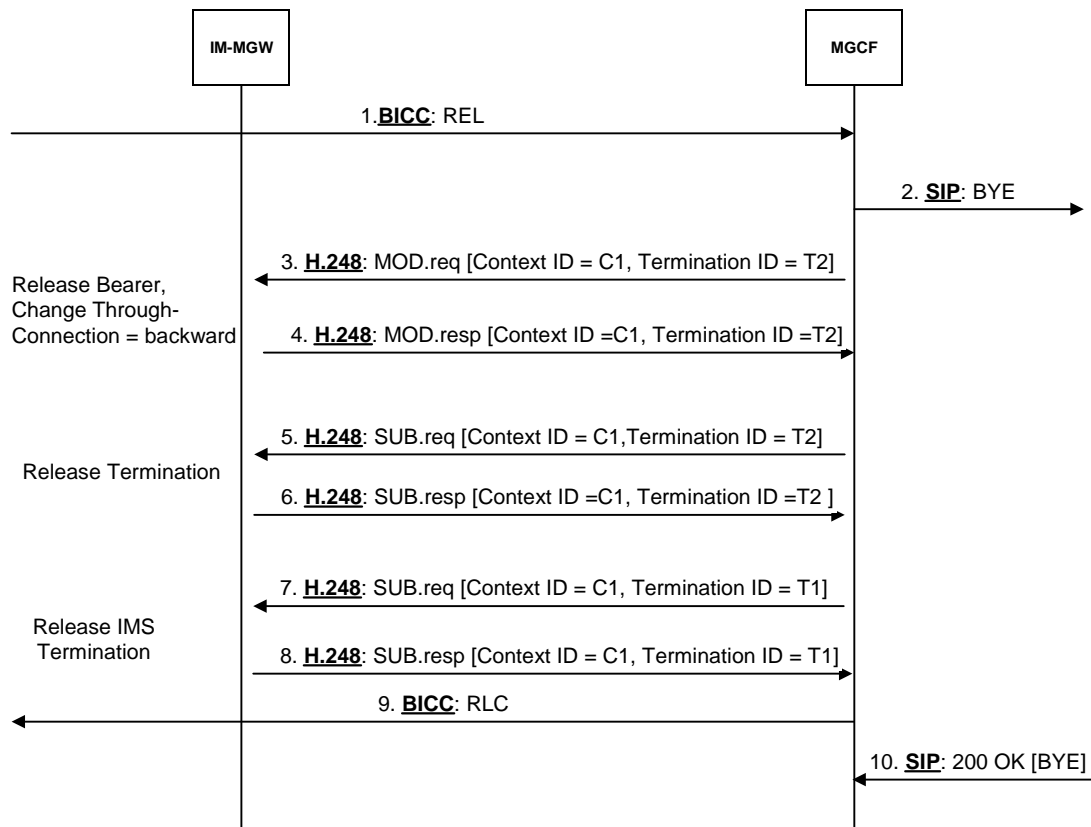 IM-MGW
MGCF
1.BICC: REL
2. SIP: BYE
3. H.248: MOD.req [Context ID = C1, Termination ID = T2]
Release Bearer,
Change Through-
Connection = backward
4. H.248: MOD.resp [Context ID =C1, Termination ID =T2]
5. H.248: SUB.req [Context ID = C1,Termination ID = T2]
Release Termination
6. H.248: SUB.resp [Context ID =C1, Termination ID =T2 ]
7. H.248: SUB.req [Context ID = C1, Termination ID = T1]
Release IMS
Termination
8. H.248: SUB.resp [Context ID = C1, Termination ID = T1]
9. BICC: RLC
10. SIP: 200 OK [BYE]